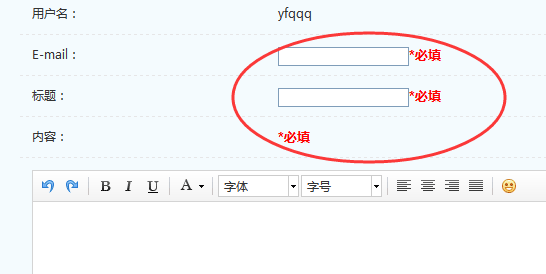 用户名： yfqqq
E-mail： *必填
标题： *必填
内容： *必填
B I U A 字体 字号